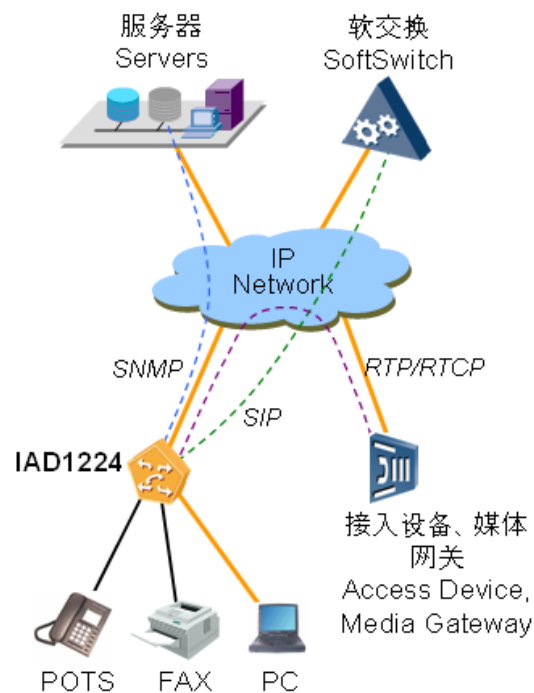 服务器
Servers
软交换
SoftSwitch
IP
Network
SNMP
RTP/RTCP
SIP
IAD1224
接入设备、媒体
网关
Access Device,
Media Gateway
POTS
FAX
PC